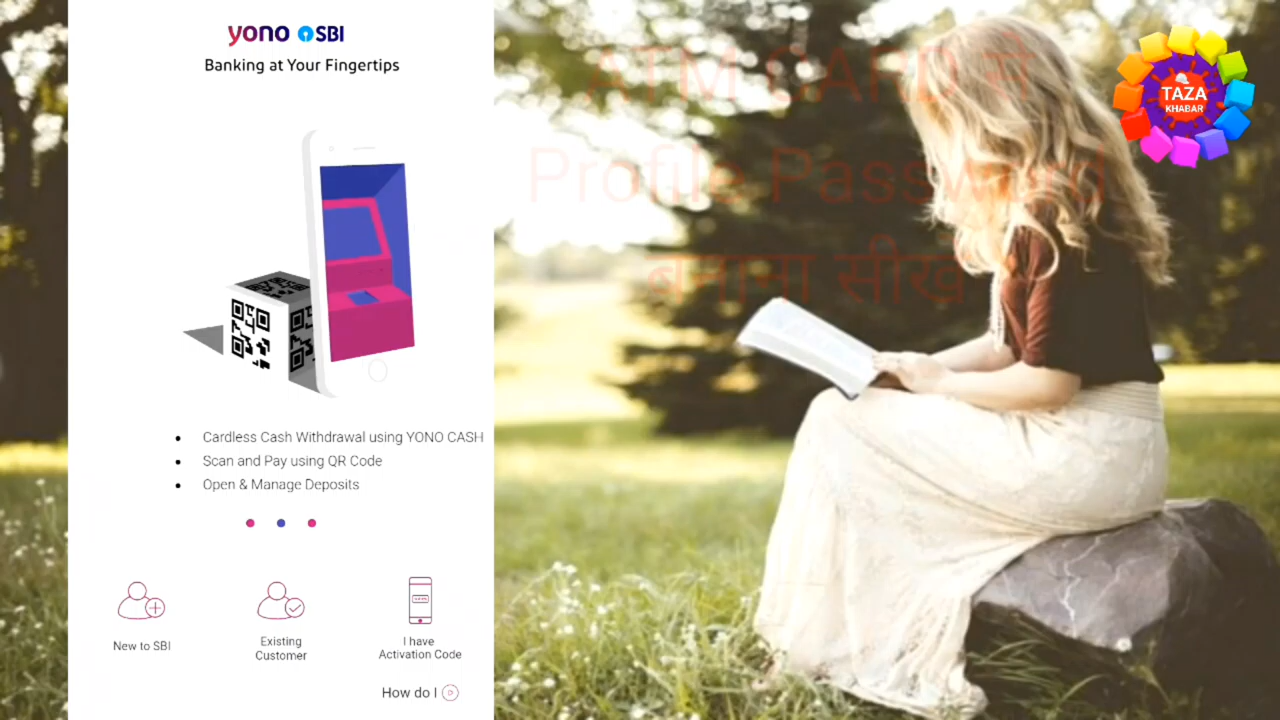 yono SBI
Banking at Your Fingertips
Cardless Cash Withdrawal using YONO CASH
Scan and Pay using QR Code
Open & Manage Deposits
New to SBI
Existing
Customer
I have
Activation Code
How do I
ATM CARD से
Profile Password
बनाना सीखें
TAZA
KHABAR